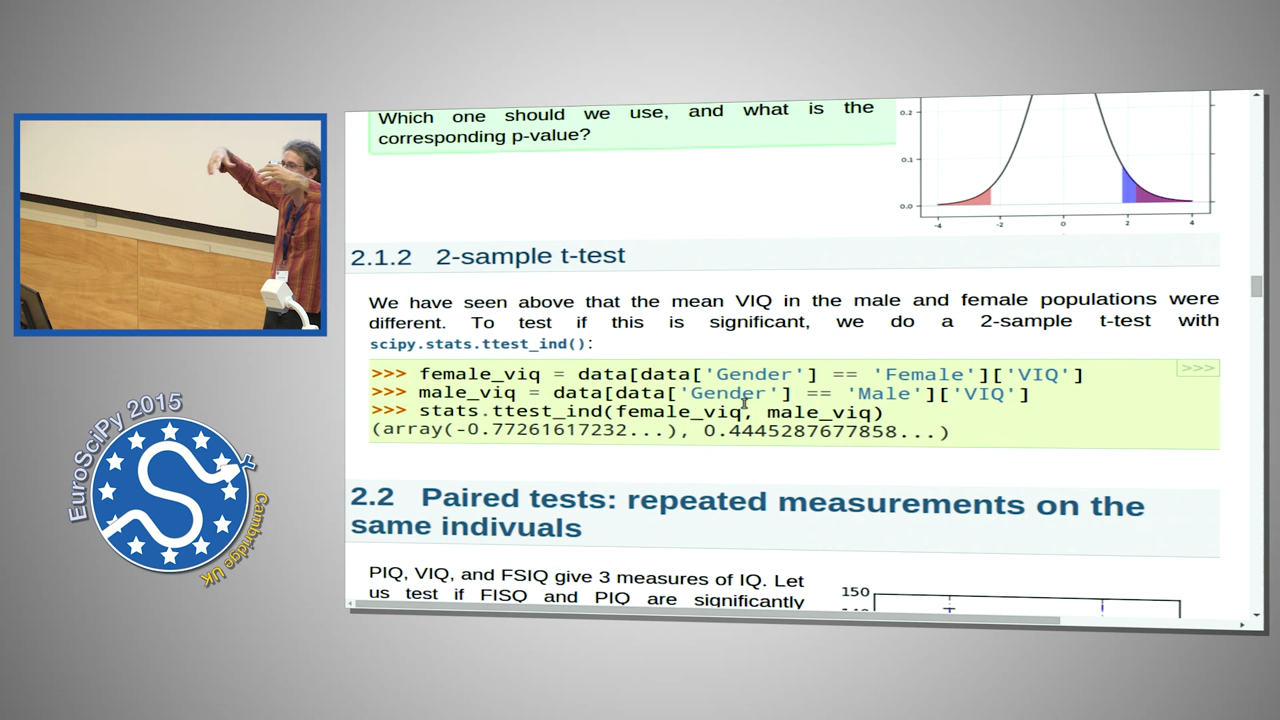 Which one should we use, and what is the
corresponding p-value?
0.2
0.1
0.0
-4 -2 0 2 4
2.1.2 2-sample t-test
We have seen above that the mean VIQ in the male and female populations were
different. To test if this is significant, we do a 2-sample t-test with
scipy.stats.ttest_ind():
>>>
>>> female_viq = data[data['Gender'] == 'Female']['VIQ']
>>> male_viq = data[data['Gender'] == 'Male']['VIQ']
>>> stats.ttest_ind(female_viq, male_viq)
(array(-0.77261617232...), 0.4445287677858...)
2.2 Paired tests: repeated measurements on the
same indivuals
PIQ, VIQ, and FSIQ give 3 measures of IQ. Let
us test if FISQ and PIQ are significantly
150
EuroSciPy 2015
Cambridge UK